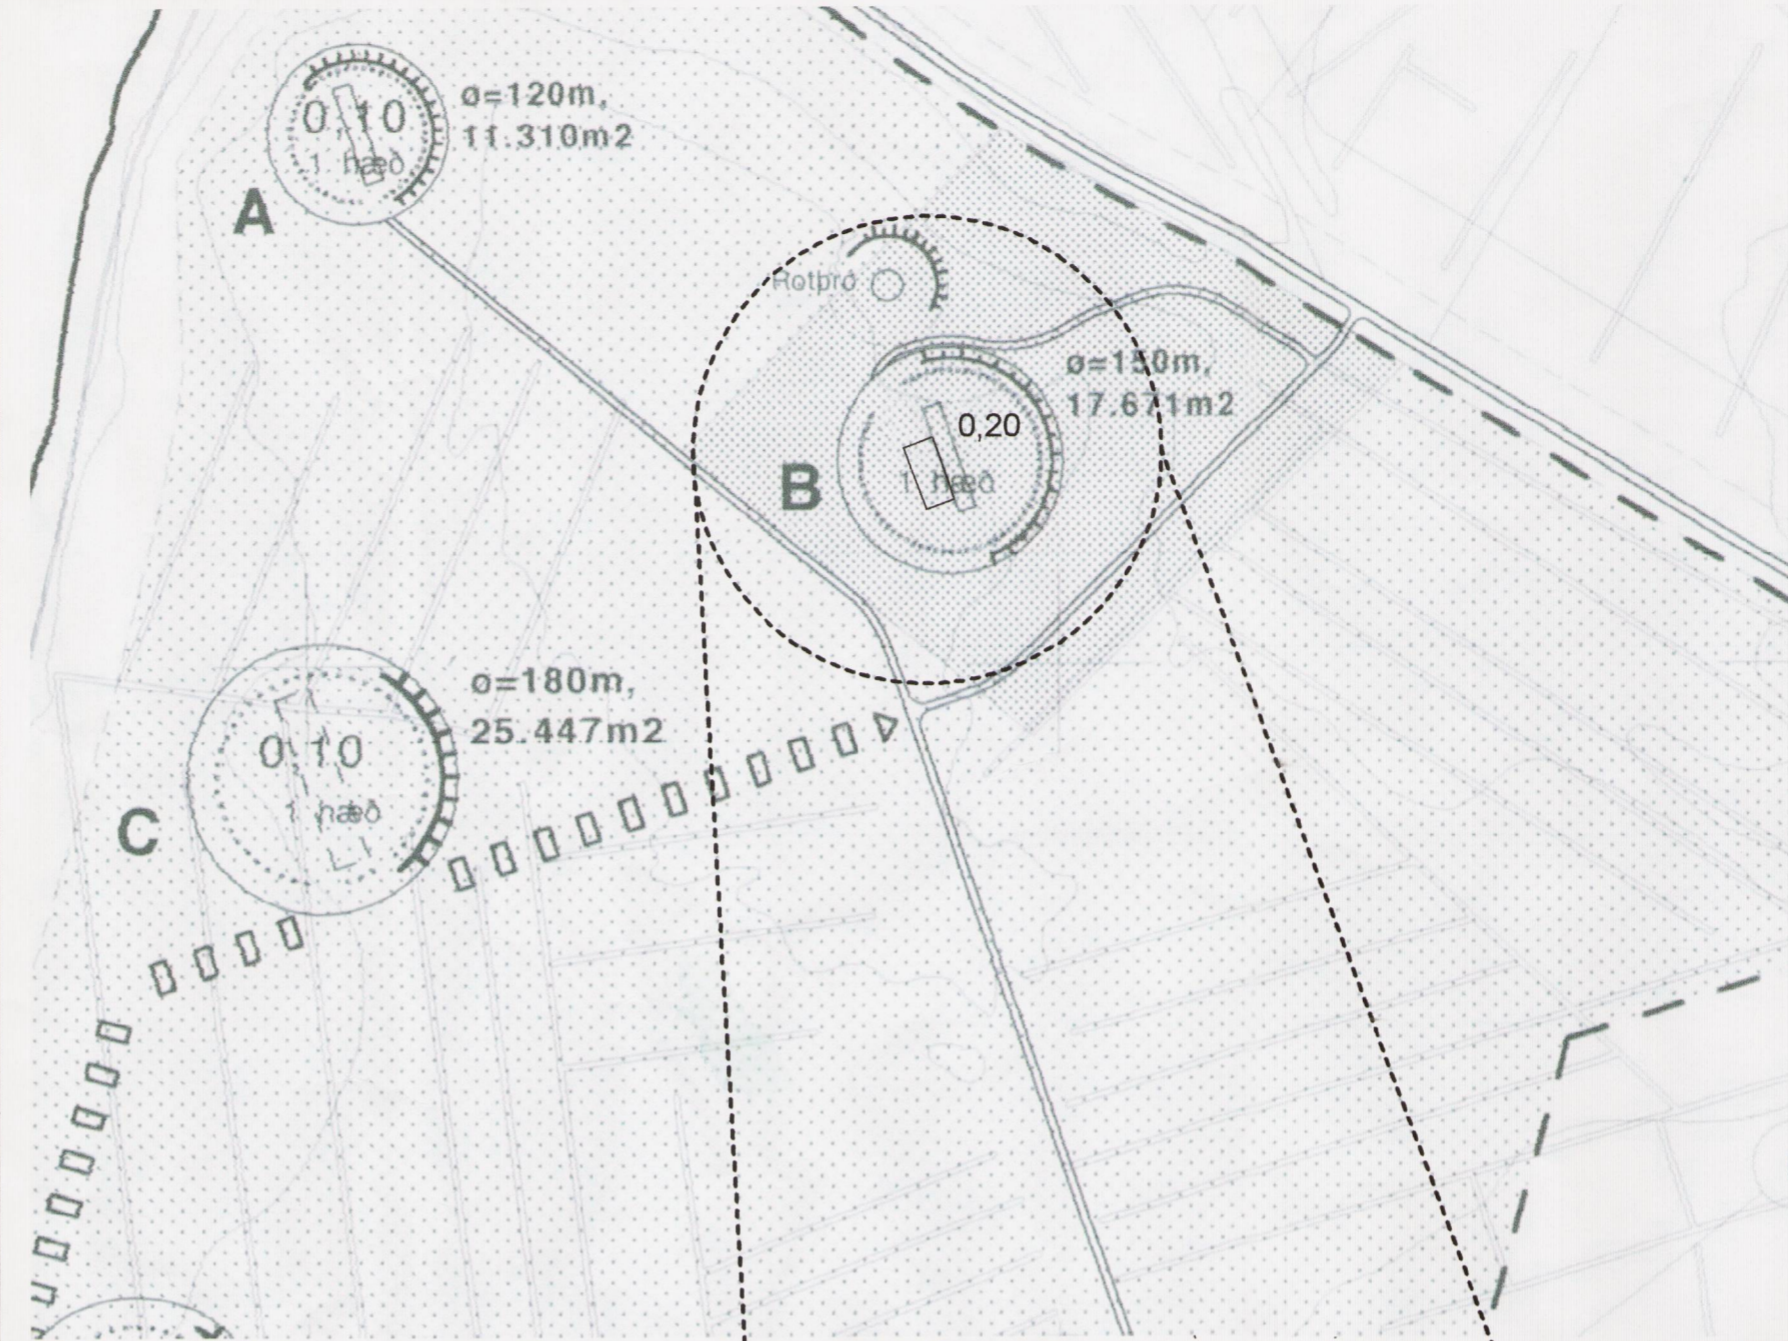 ø=120m,
11.310m2
0,10
1. hæð
A
Rotþró
ø=150m,
17.671m2
0,20
1. hæð
B
ø=180m,
25.447m2
0,10
1. hæð
C